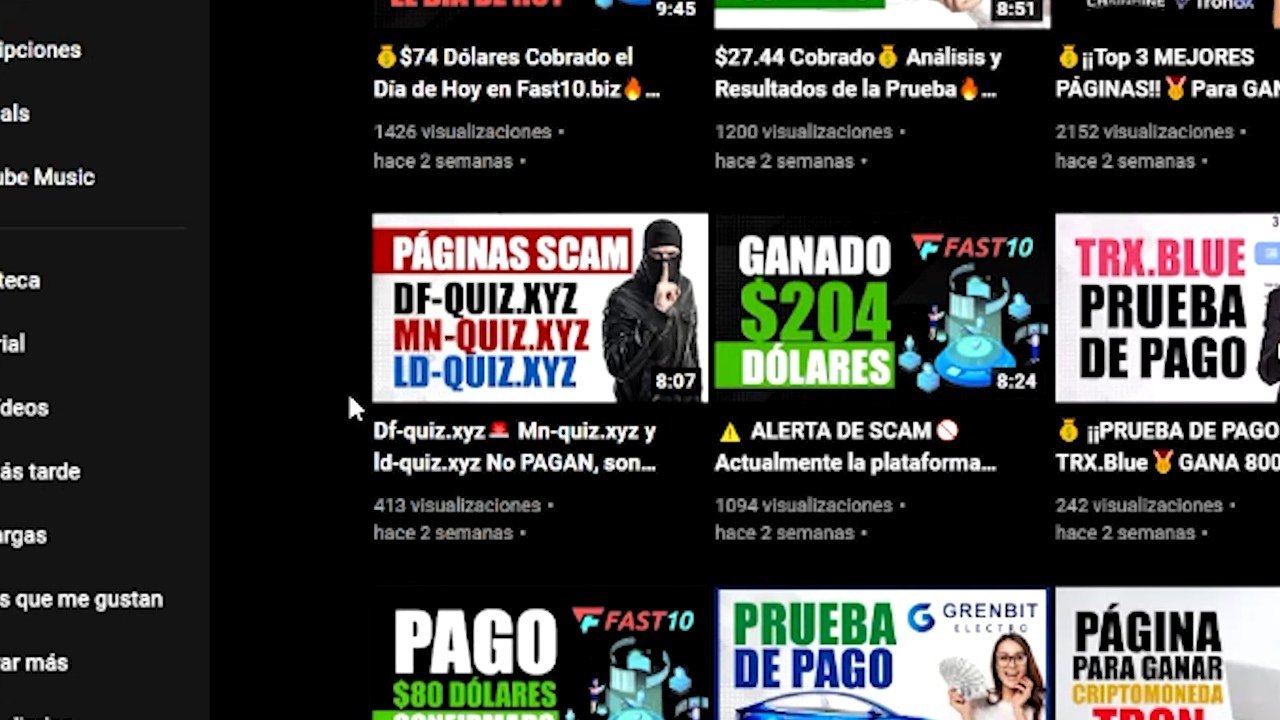 ipciones
als
ube Music
teca
rial
ídeos
ás tarde
argas
s que me gustan
ar más
9:45
8:51
💰$74 Dólares Cobrado el
Día de Hoy en Fast10.biz🔥...
1426 visualizaciones •
hace 2 semanas •
$27.44 Cobrado💰 Análisis y
Resultados de la Prueba🔥...
1200 visualizaciones •
hace 2 semanas •
💰¡¡Top 3 MEJORES
PÁGINAS!!🏅Para GAN
2152 visualizaciones •
hace 2 semanas •
PÁGINAS SCAM
DF-QUIZ.XYZ
MN-QUIZ.XYZ
LD-QUIZ.XYZ
8:07
Df-quiz.xyz🚨 Mn-quiz.xyz y
ld-quiz.xyz No PAGAN, son...
413 visualizaciones •
hace 2 semanas •
GANADO
$204
DÓLARES
FAST10
8:24
⚠️ ALERTA DE SCAM🚫
Actualmente la plataforma...
1094 visualizaciones •
hace 2 semanas •
TRX.BLUE
PRUEBA
DE PAGO
💰 ¡¡PRUEBA DE PAGO
TRX.Blue🏅GANA 800
242 visualizaciones •
hace 2 semanas •
PAGO
$80 DÓLARES
CONFIRMADO
FAST10
PRUEBA
DE PAGO
GRENBIT
ELECTRO
PÁGINA
PARA GANAR
CRIPTOMONEDA
TRON